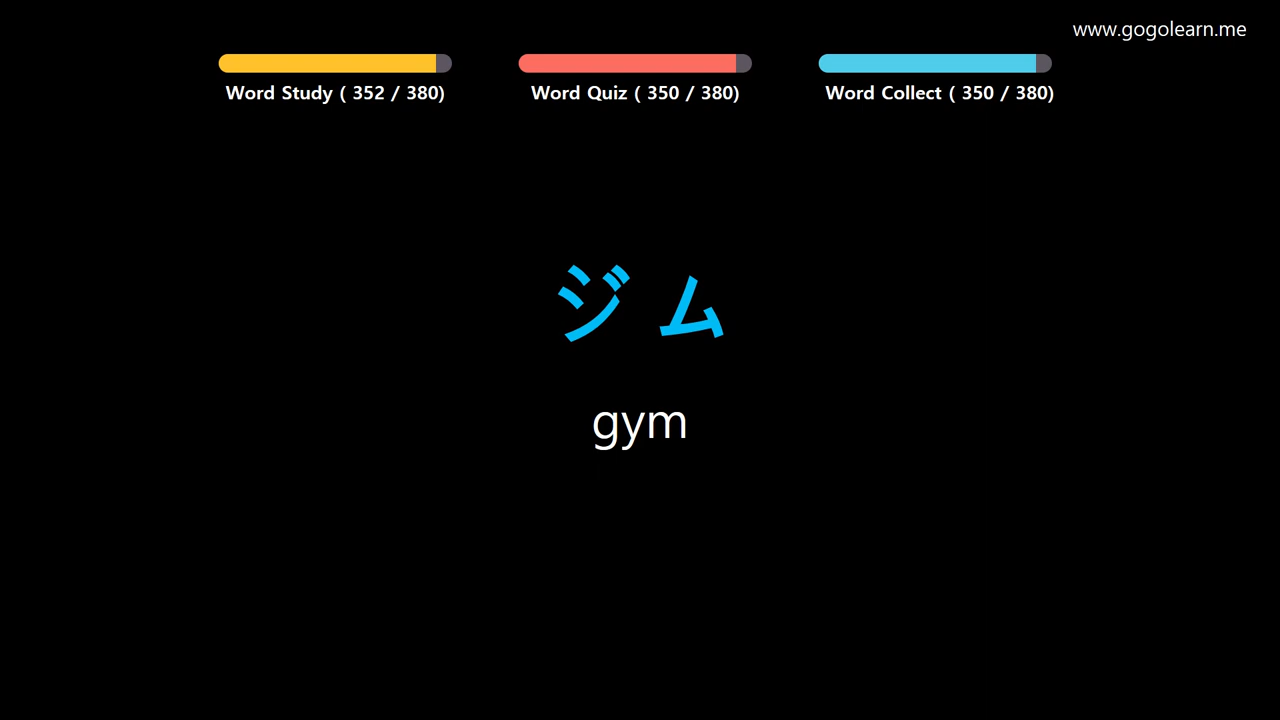 www.gogolearn.me
Word Study ( 352 / 380)
Word Quiz ( 350 / 380)
Word Collect ( 350 / 380)
ジム
gym